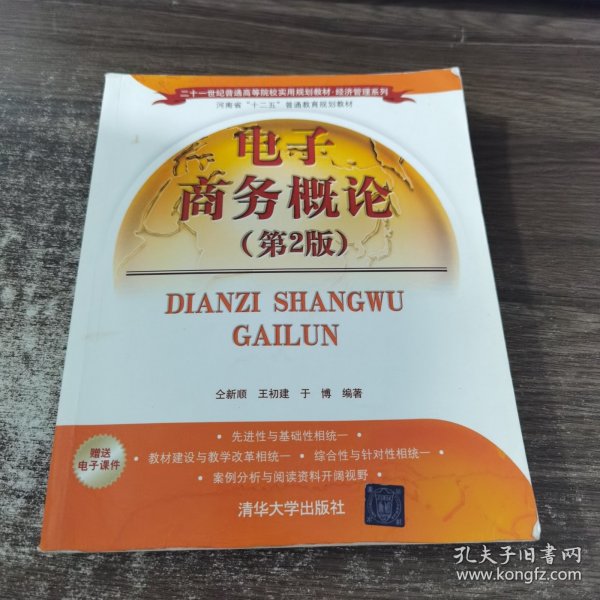 二十一世纪普通高等院校实用规划教材·经济管理系列
河南省“十二五”普通教育规划教材
电子
商务概论
(第2版)
DIANZI SHANGWU
GAILUN
仝新顺 王初建 于 博 编著
·先进性与基础性相统一·
·教材建设与教学改革相统一· ·综合性与针对性相统一·
·案例分析与阅读资料开阔视野·
赠送
电子课件
清华大学出版社
孔夫子旧书网
www.kongfz.com